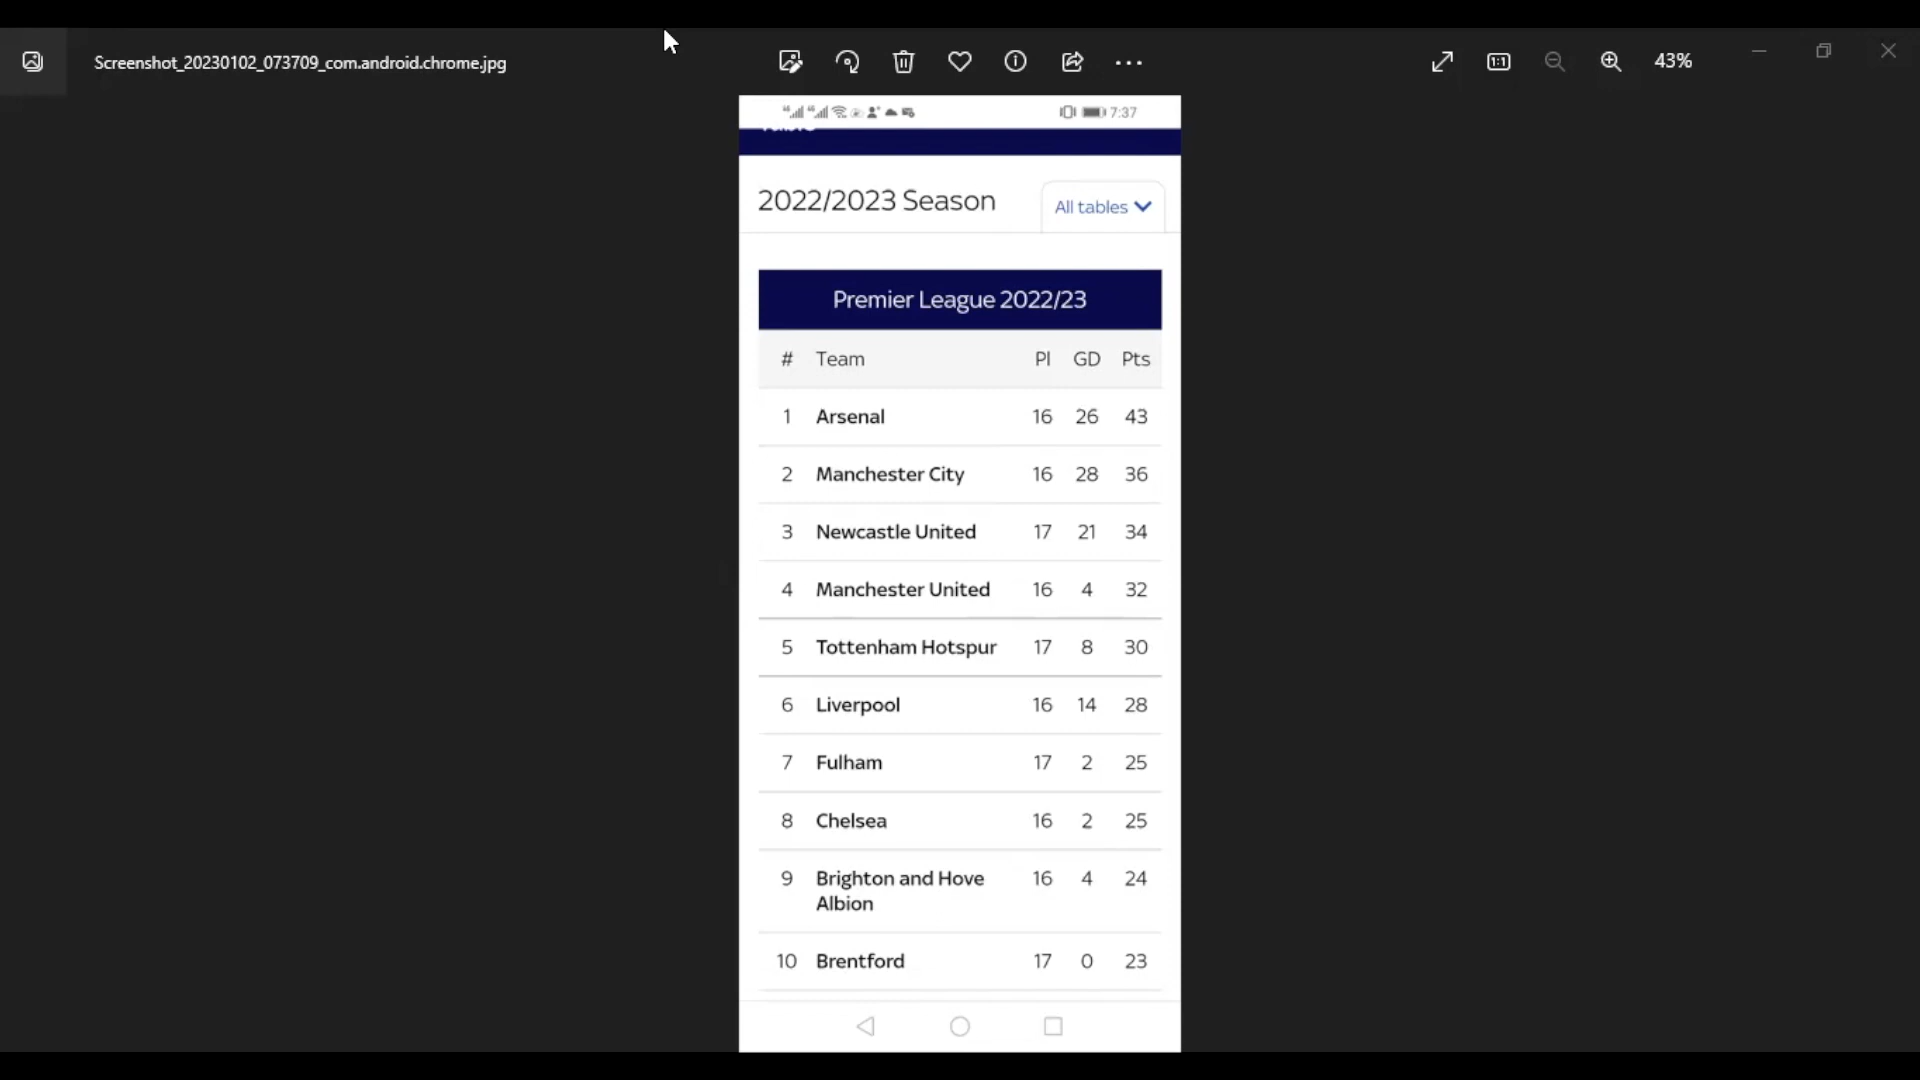 Screenshot_20230102_073709_com.android.chrome.jpg
43%
7:37
2022/2023 Season
All tables
Premier League 2022/23
# Team Pl GD Pts
1 Arsenal 16 26 43
2 Manchester City 16 28 36
3 Newcastle United 17 21 34
4 Manchester United 16 4 32
5 Tottenham Hotspur 17 8 30
6 Liverpool 16 14 28
7 Fulham 17 2 25
8 Chelsea 16 2 25
9 Brighton and Hove 16 4 24
Albion
10 Brentford 17 0 23